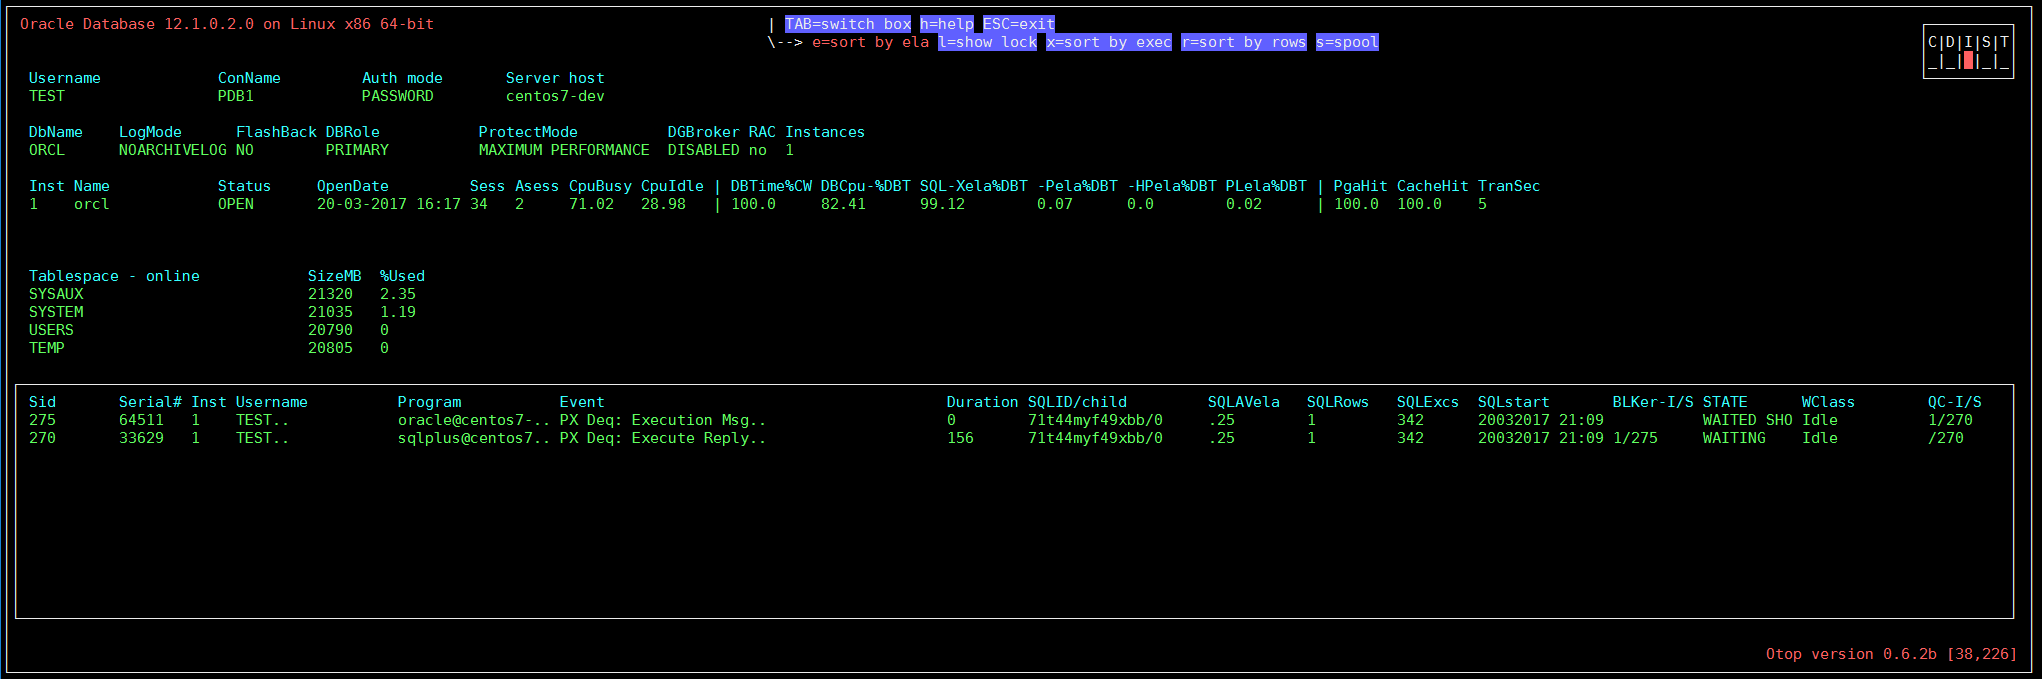 Oracle Database 12.1.0.2.0 on Linux x86 64-bit | TAB=switch box h=help ESC=exit
\--> e=sort by ela l=show lock x=sort by exec r=sort by rows s=spool
C|D|I|S|T
_|_| |_|_
Username ConName Auth mode Server host
TEST PDB1 PASSWORD centos7-dev
DbName LogMode FlashBack DBRole ProtectMode DGBroker RAC Instances
ORCL NOARCHIVELOG NO PRIMARY MAXIMUM PERFORMANCE DISABLED no 1
Inst Name Status OpenDate Sess Asess CpuBusy CpuIdle | DBTime%CW DBCpu-%DBT SQL-Xela%DBT -Pela%DBT -HPela%DBT PLela%DBT | PgaHit CacheHit TranSec
1 orcl OPEN 20-03-2017 16:17 34 2 71.02 28.98 | 100.0 82.41 99.12 0.07 0.0 0.02 | 100.0 100.0 5
Tablespace - online SizeMB %Used
SYSAUX 21320 2.35
SYSTEM 21035 1.19
USERS 20790 0
TEMP 20805 0
Sid Serial# Inst Username Program Event Duration SQLID/child SQLAVela SQLRows SQLExcs SQLstart BLKer-I/S STATE WClass QC-I/S
275 64511 1 TEST.. oracle@centos7-.. PX Deq: Execution Msg.. 0 71t44myf49xbb/0 .25 1 342 20032017 21:09 WAITED SHO Idle 1/270
270 33629 1 TEST.. sqlplus@centos7.. PX Deq: Execute Reply.. 156 71t44myf49xbb/0 .25 1 342 20032017 21:09 1/275 WAITING Idle /270
Otop version 0.6.2b [38,226]